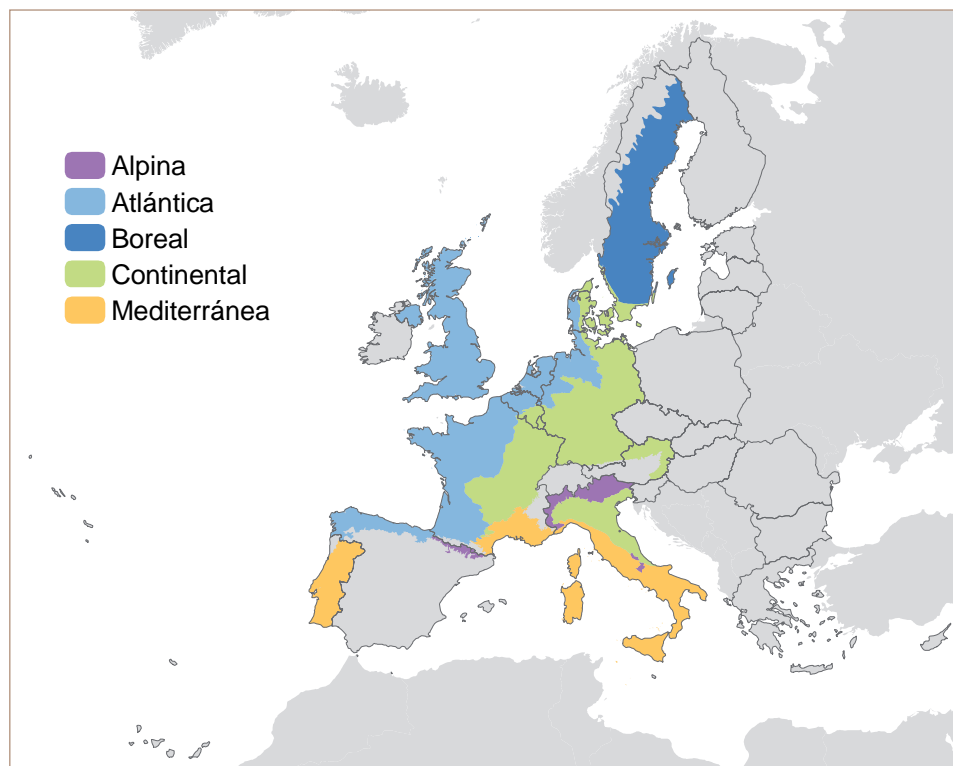 Alpina
Atlántica
Boreal
Continental
Mediterránea